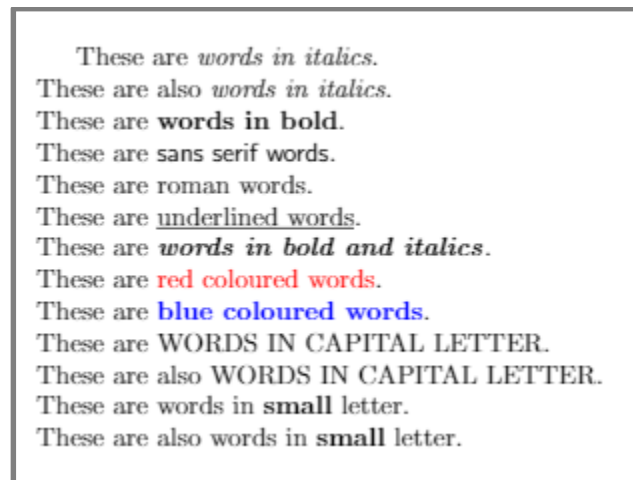 These are words in italics.
These are also words in italics.
These are words in bold.
These are sans serif words.
These are roman words.
These are underlined words.
These are words in bold and italics.
These are red coloured words.
These are blue coloured words.
These are WORDS IN CAPITAL LETTER.
These are also WORDS IN CAPITAL LETTER.
These are words in small letter.
These are also words in small letter.